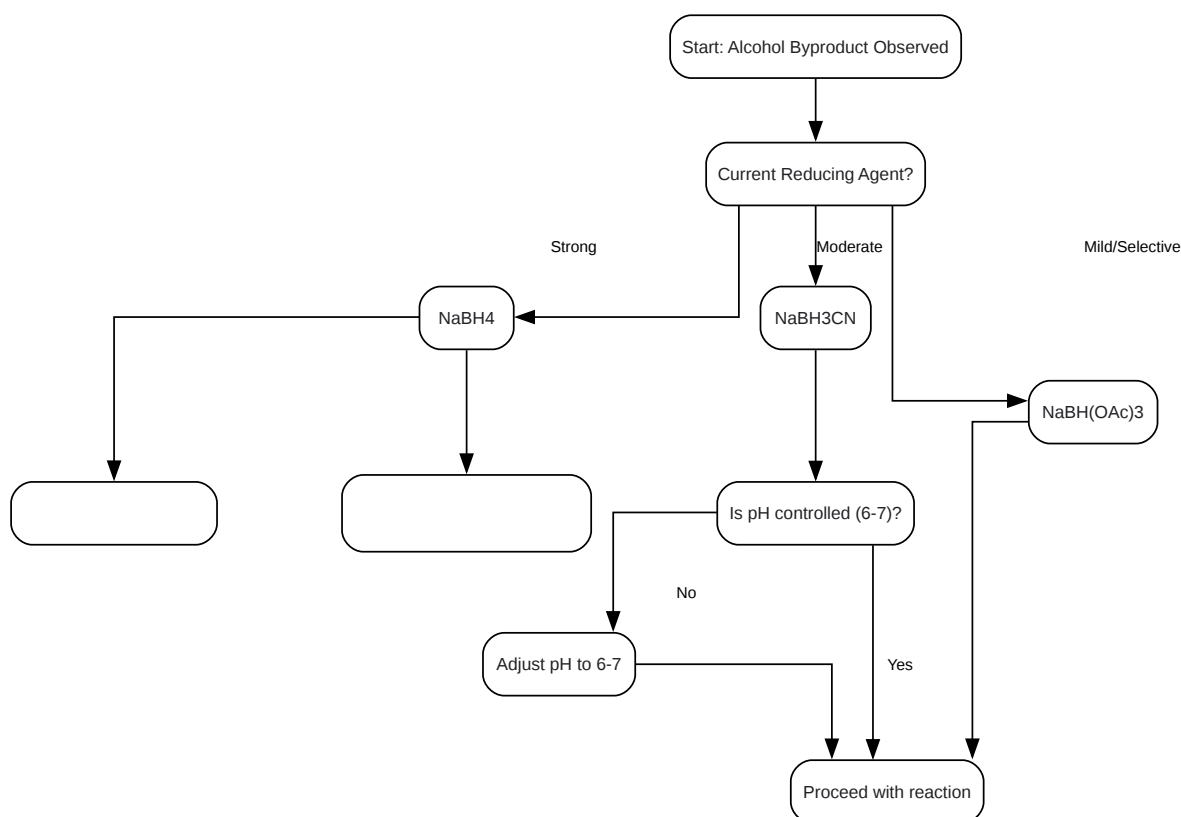 Start: Alcohol Byproduct Observed
Current Reducing Agent?
Strong
Moderate
Mild/Selective
NaBH4
NaBH3CN
NaBH(OAc)3
Is pH controlled (6-7)?
No
Adjust pH to 6-7
Yes
Proceed with reaction